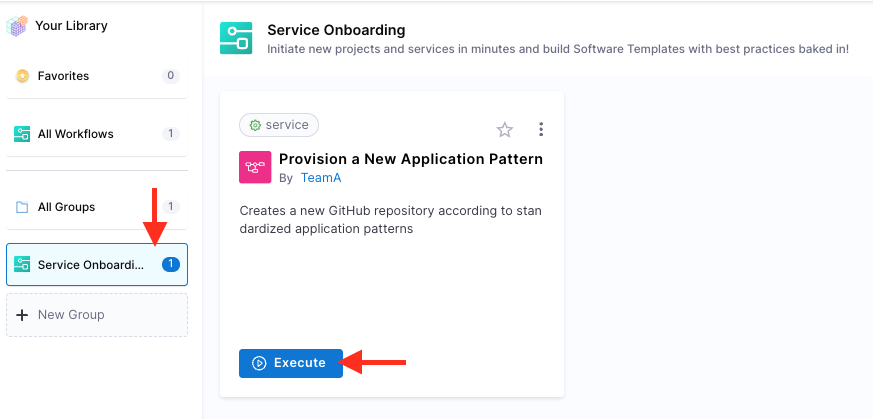 Your Library
Favorites 0
All Workflows 1
All Groups 1
Service Onboardi... 1
New Group
Service Onboarding
Initiate new projects and services in minutes and build Software Templates with best practices baked in!
service
Provision a New Application Pattern
By TeamA
Creates a new GitHub repository according to stan
dardized application patterns
Execute